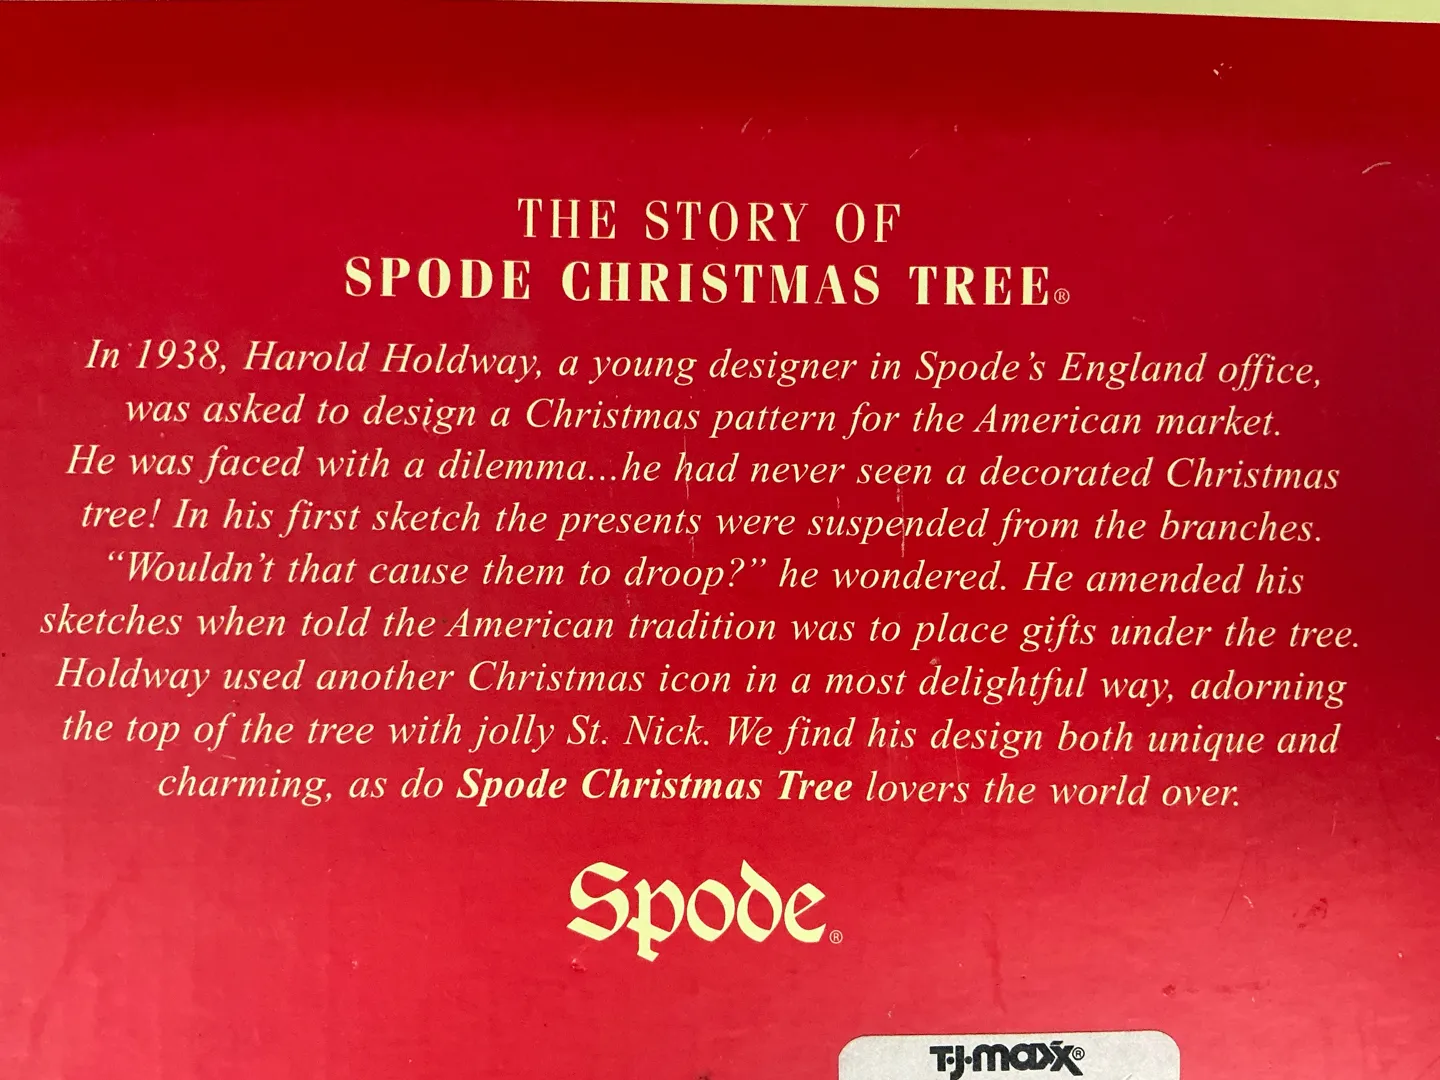 THE STORY OF
SPODE CHRISTMAS TREE®
In 1938, Harold Holdway, a young designer in Spode's England office,
was asked to design a Christmas pattern for the American market.
He was faced with a dilemma...he had never seen a decorated Christmas
tree! In his first sketch the presents were suspended from the branches.
“Wouldn't that cause them to droop?” he wondered. He amended his
sketches when told the American tradition was to place gifts under the tree.
Holdway used another Christmas icon in a most delightful way, adorning
the top of the tree with jolly St. Nick. We find his design both unique and
charming, as do Spode Christmas Tree lovers the world over.
Spode®
T·J·maxx®